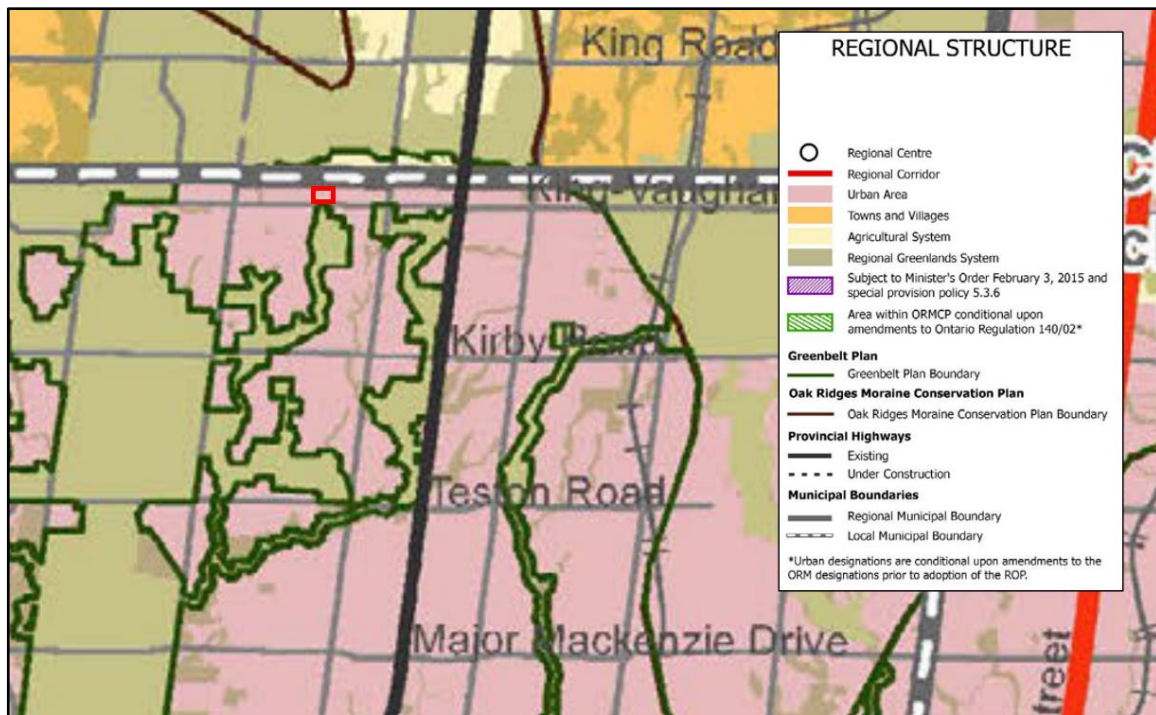 King Road
King-Vaughan
Kirby Road
Teston Road
Major Mackenzie Drive
REGIONAL STRUCTURE
Regional Centre
Regional Corridor
Urban Area
Towns and Villages
Agricultural System
Regional Greenlands System
Subject to Minister's Order February 3, 2015 and
special provision policy 5.3.6
Area within ORMCP conditional upon
amendments to Ontario Regulation 140/02*
Greenbelt Plan
Greenbelt Plan Boundary
Oak Ridges Moraine Conservation Plan
Oak Ridges Moraine Conservation Plan Boundary
Provincial Highways
Existing
Under Construction
Municipal Boundaries
Regional Municipal Boundary
Local Municipal Boundary
*Urban designations are conditional upon amendments to the
ORM designations prior to adoption of the ROP.
treet